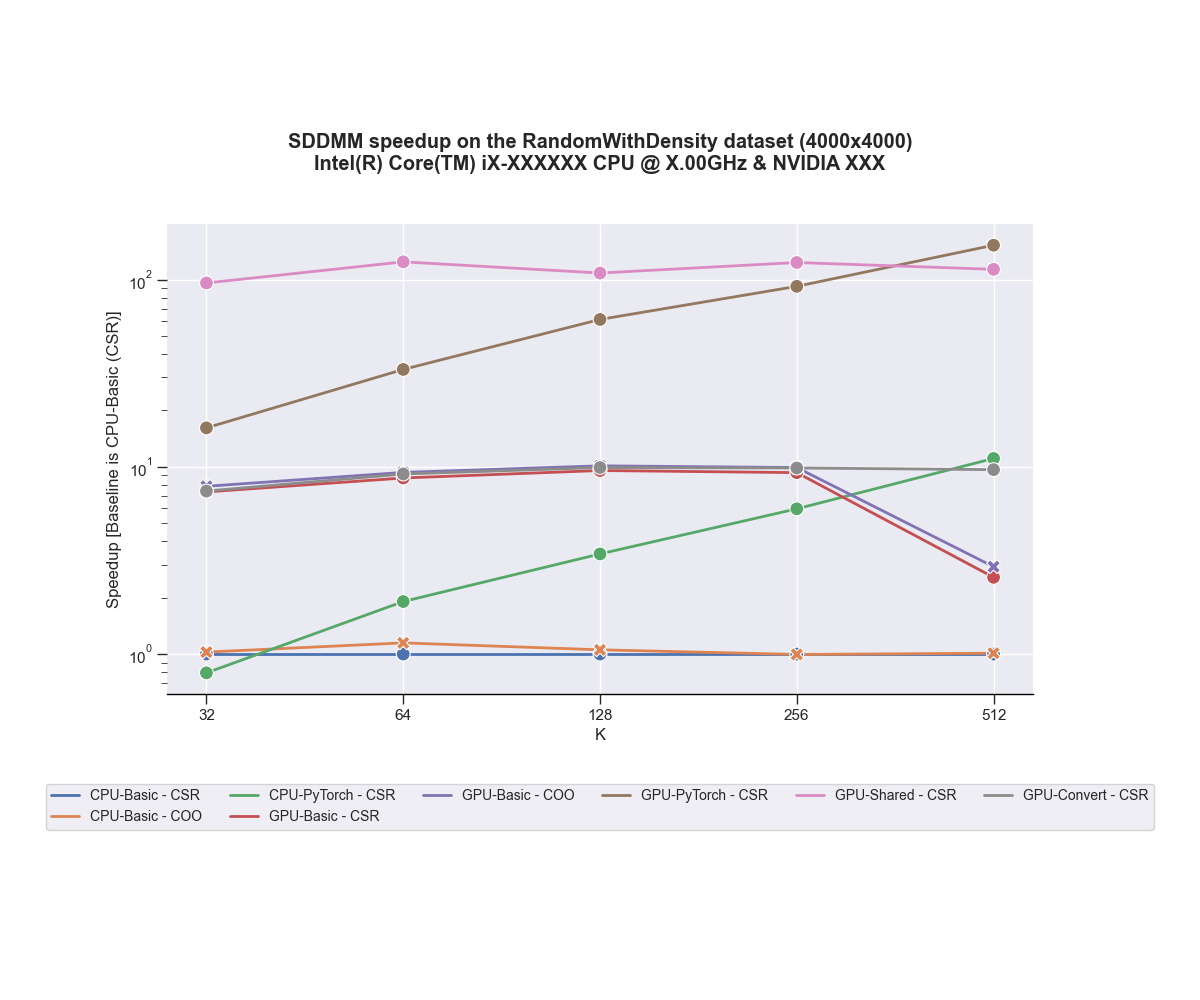 SDDMM speedup on the RandomWithDensity dataset (4000x4000)
Intel(R) Core(TM) iX-XXXXXX CPU @ X.00GHz & NVIDIA XXX
Speedup [Baseline is CPU-Basic (CSR)]
10^2
10^1
10^0
32 64 128 256 512
K
CPU-Basic - CSR CPU-PyTorch - CSR GPU-Basic - COO GPU-PyTorch - CSR GPU-Shared - CSR GPU-Convert - CSR
CPU-Basic - COO GPU-Basic - CSR